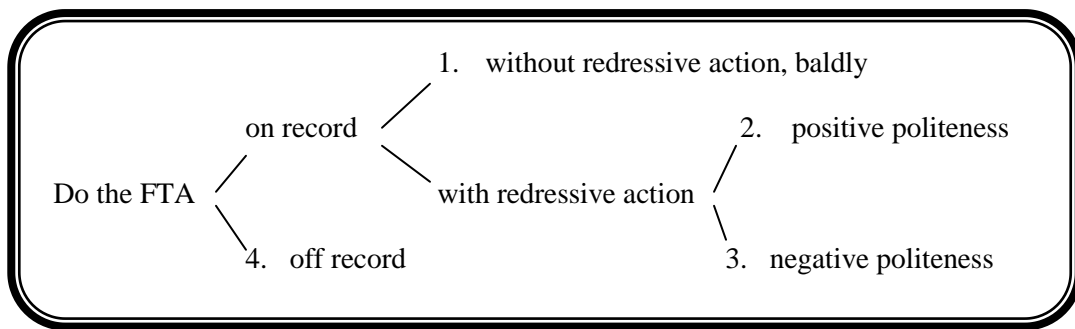 1. without redressive action, baldly
on record
2. positive politeness
Do the FTA
with redressive action
4. off record
3. negative politeness